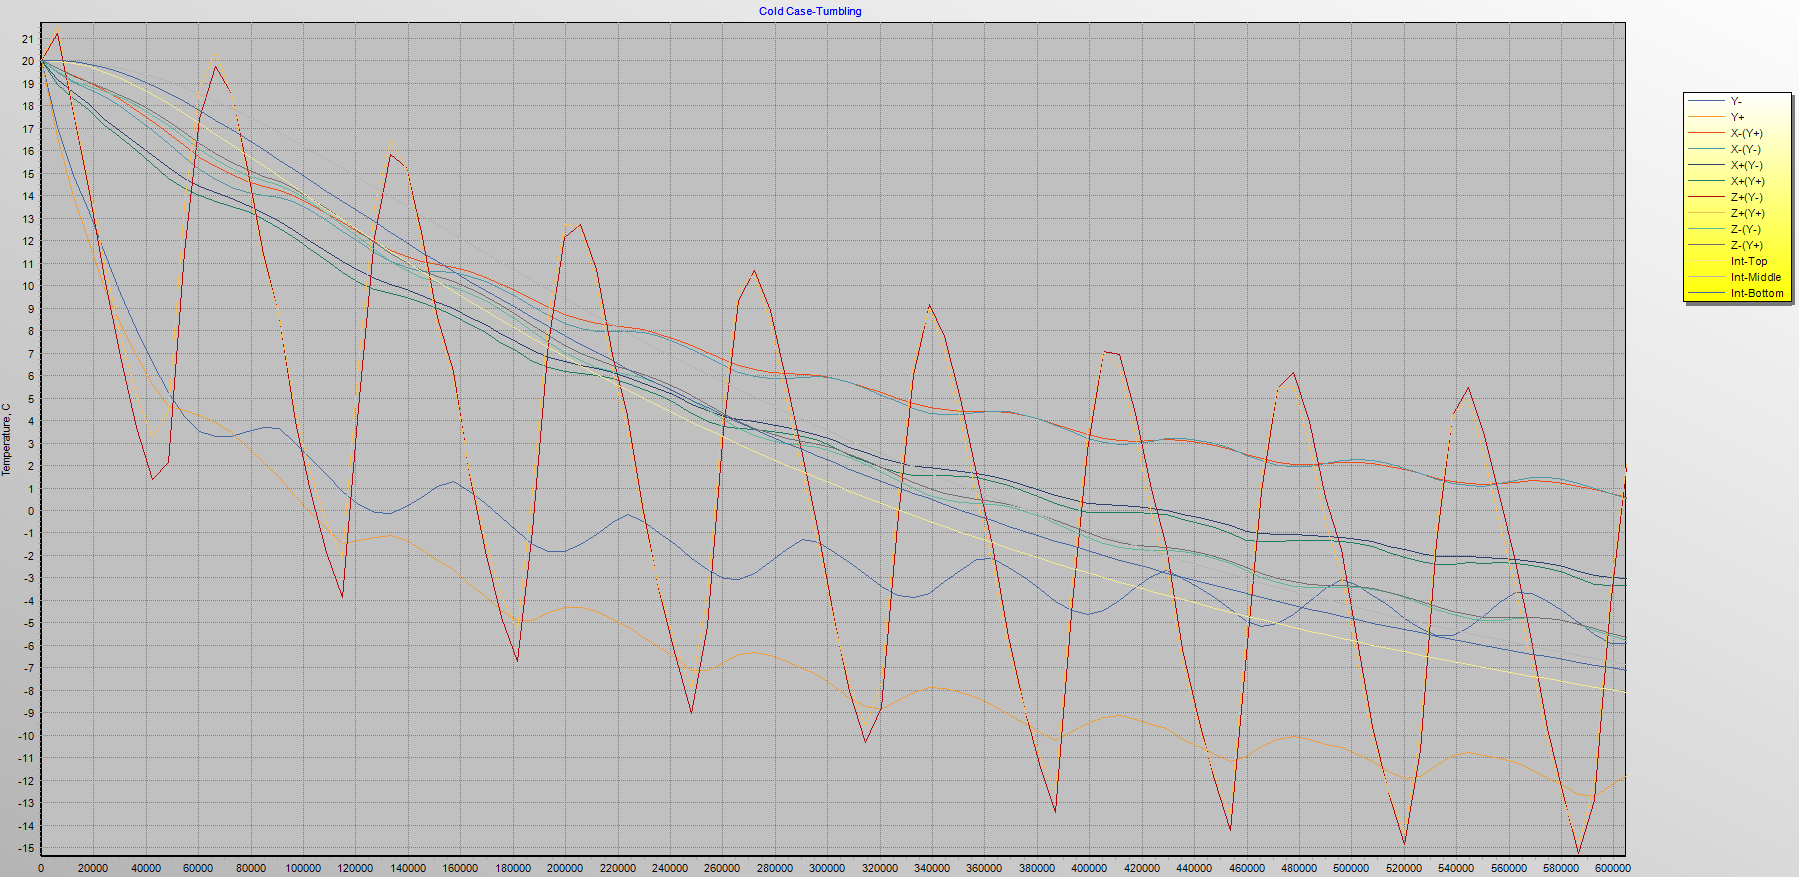 Cold Case-Tumbling
Temperature, C
21
20
19
18
17
16
15
14
13
12
11
10
9
8
7
6
5
4
3
2
1
0
-1
-2
-3
-4
-5
-6
-7
-8
-9
-10
-11
-12
-13
-14
-15
0 20000 40000 60000 80000 100000 120000 140000 160000 180000 200000 220000 240000 260000 280000 300000 320000 340000 360000 380000 400000 420000 440000 460000 480000 500000 520000 540000 560000 580000 600000
Y-
Y+
X-(Y+)
X-(Y-)
X+(Y-)
X+(Y+)
Z+(Y-)
Z+(Y+)
Z-(Y-)
Z-(Y+)
Int-Top
Int-Middle
Int-Bottom